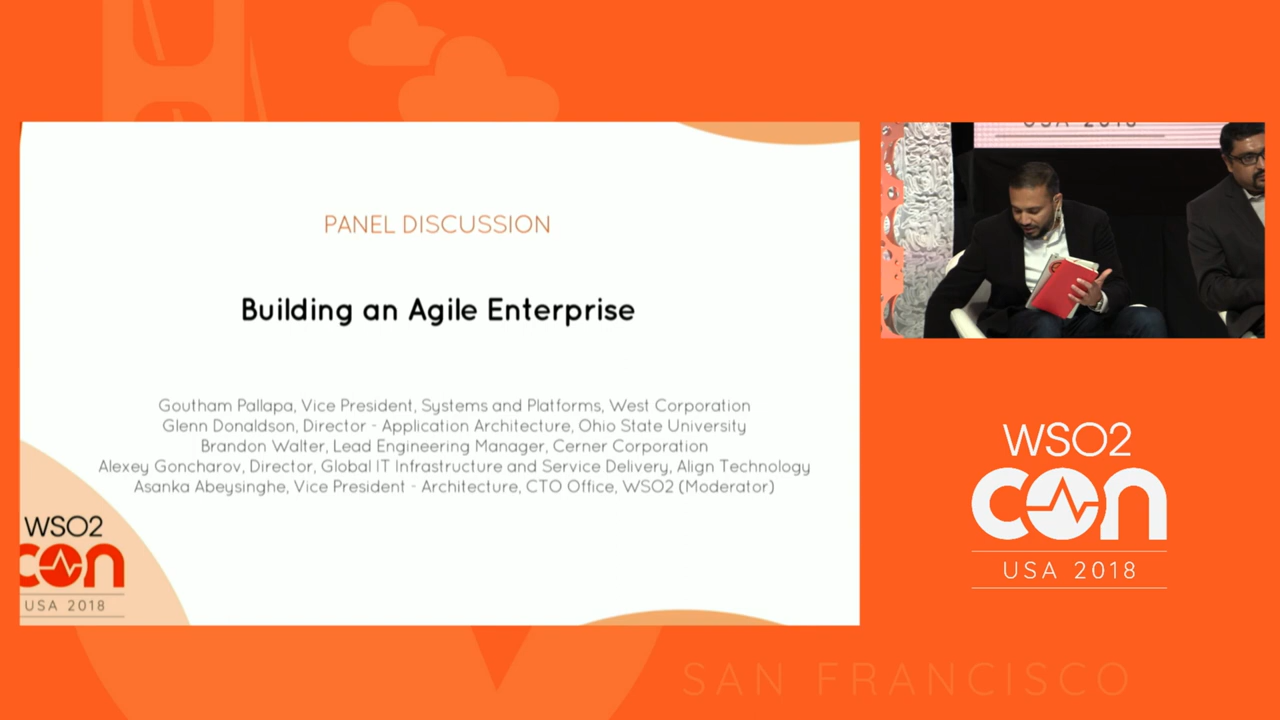 PANEL DISCUSSION
Building an Agile Enterprise
Goutham Pallapa, Vice President, Systems and Platforms, West Corporation
Glenn Donaldson, Director - Application Architecture, Ohio State University
Brandon Walter, Lead Engineering Manager, Cerner Corporation
Alexey Goncharov, Director, Global IT Infrastructure and Service Delivery, Align Technology
Asanka Abeysinghe, Vice President - Architecture, CTO Office, WSO2 (Moderator)
WSO2
con
USA 2018
USA 2018
WSO2
con
USA 2018
SAN FRANCISCO